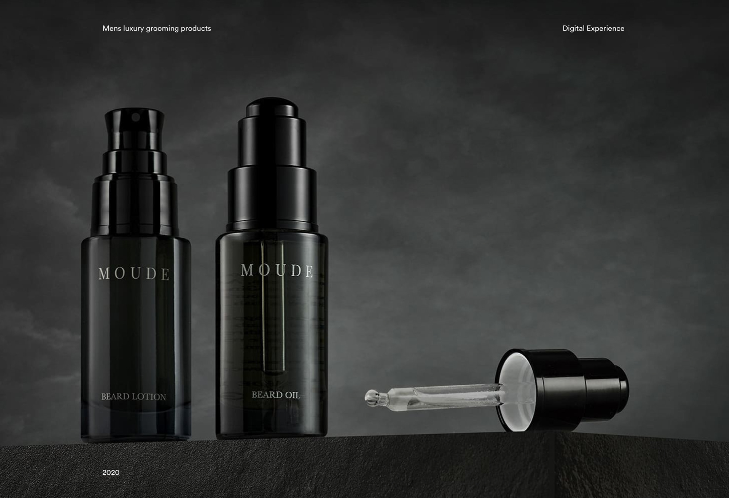 Mens luxury grooming products
Digital Experience
MOUDE
MOUDE
BEARD LOTION
BEARD OIL
2020